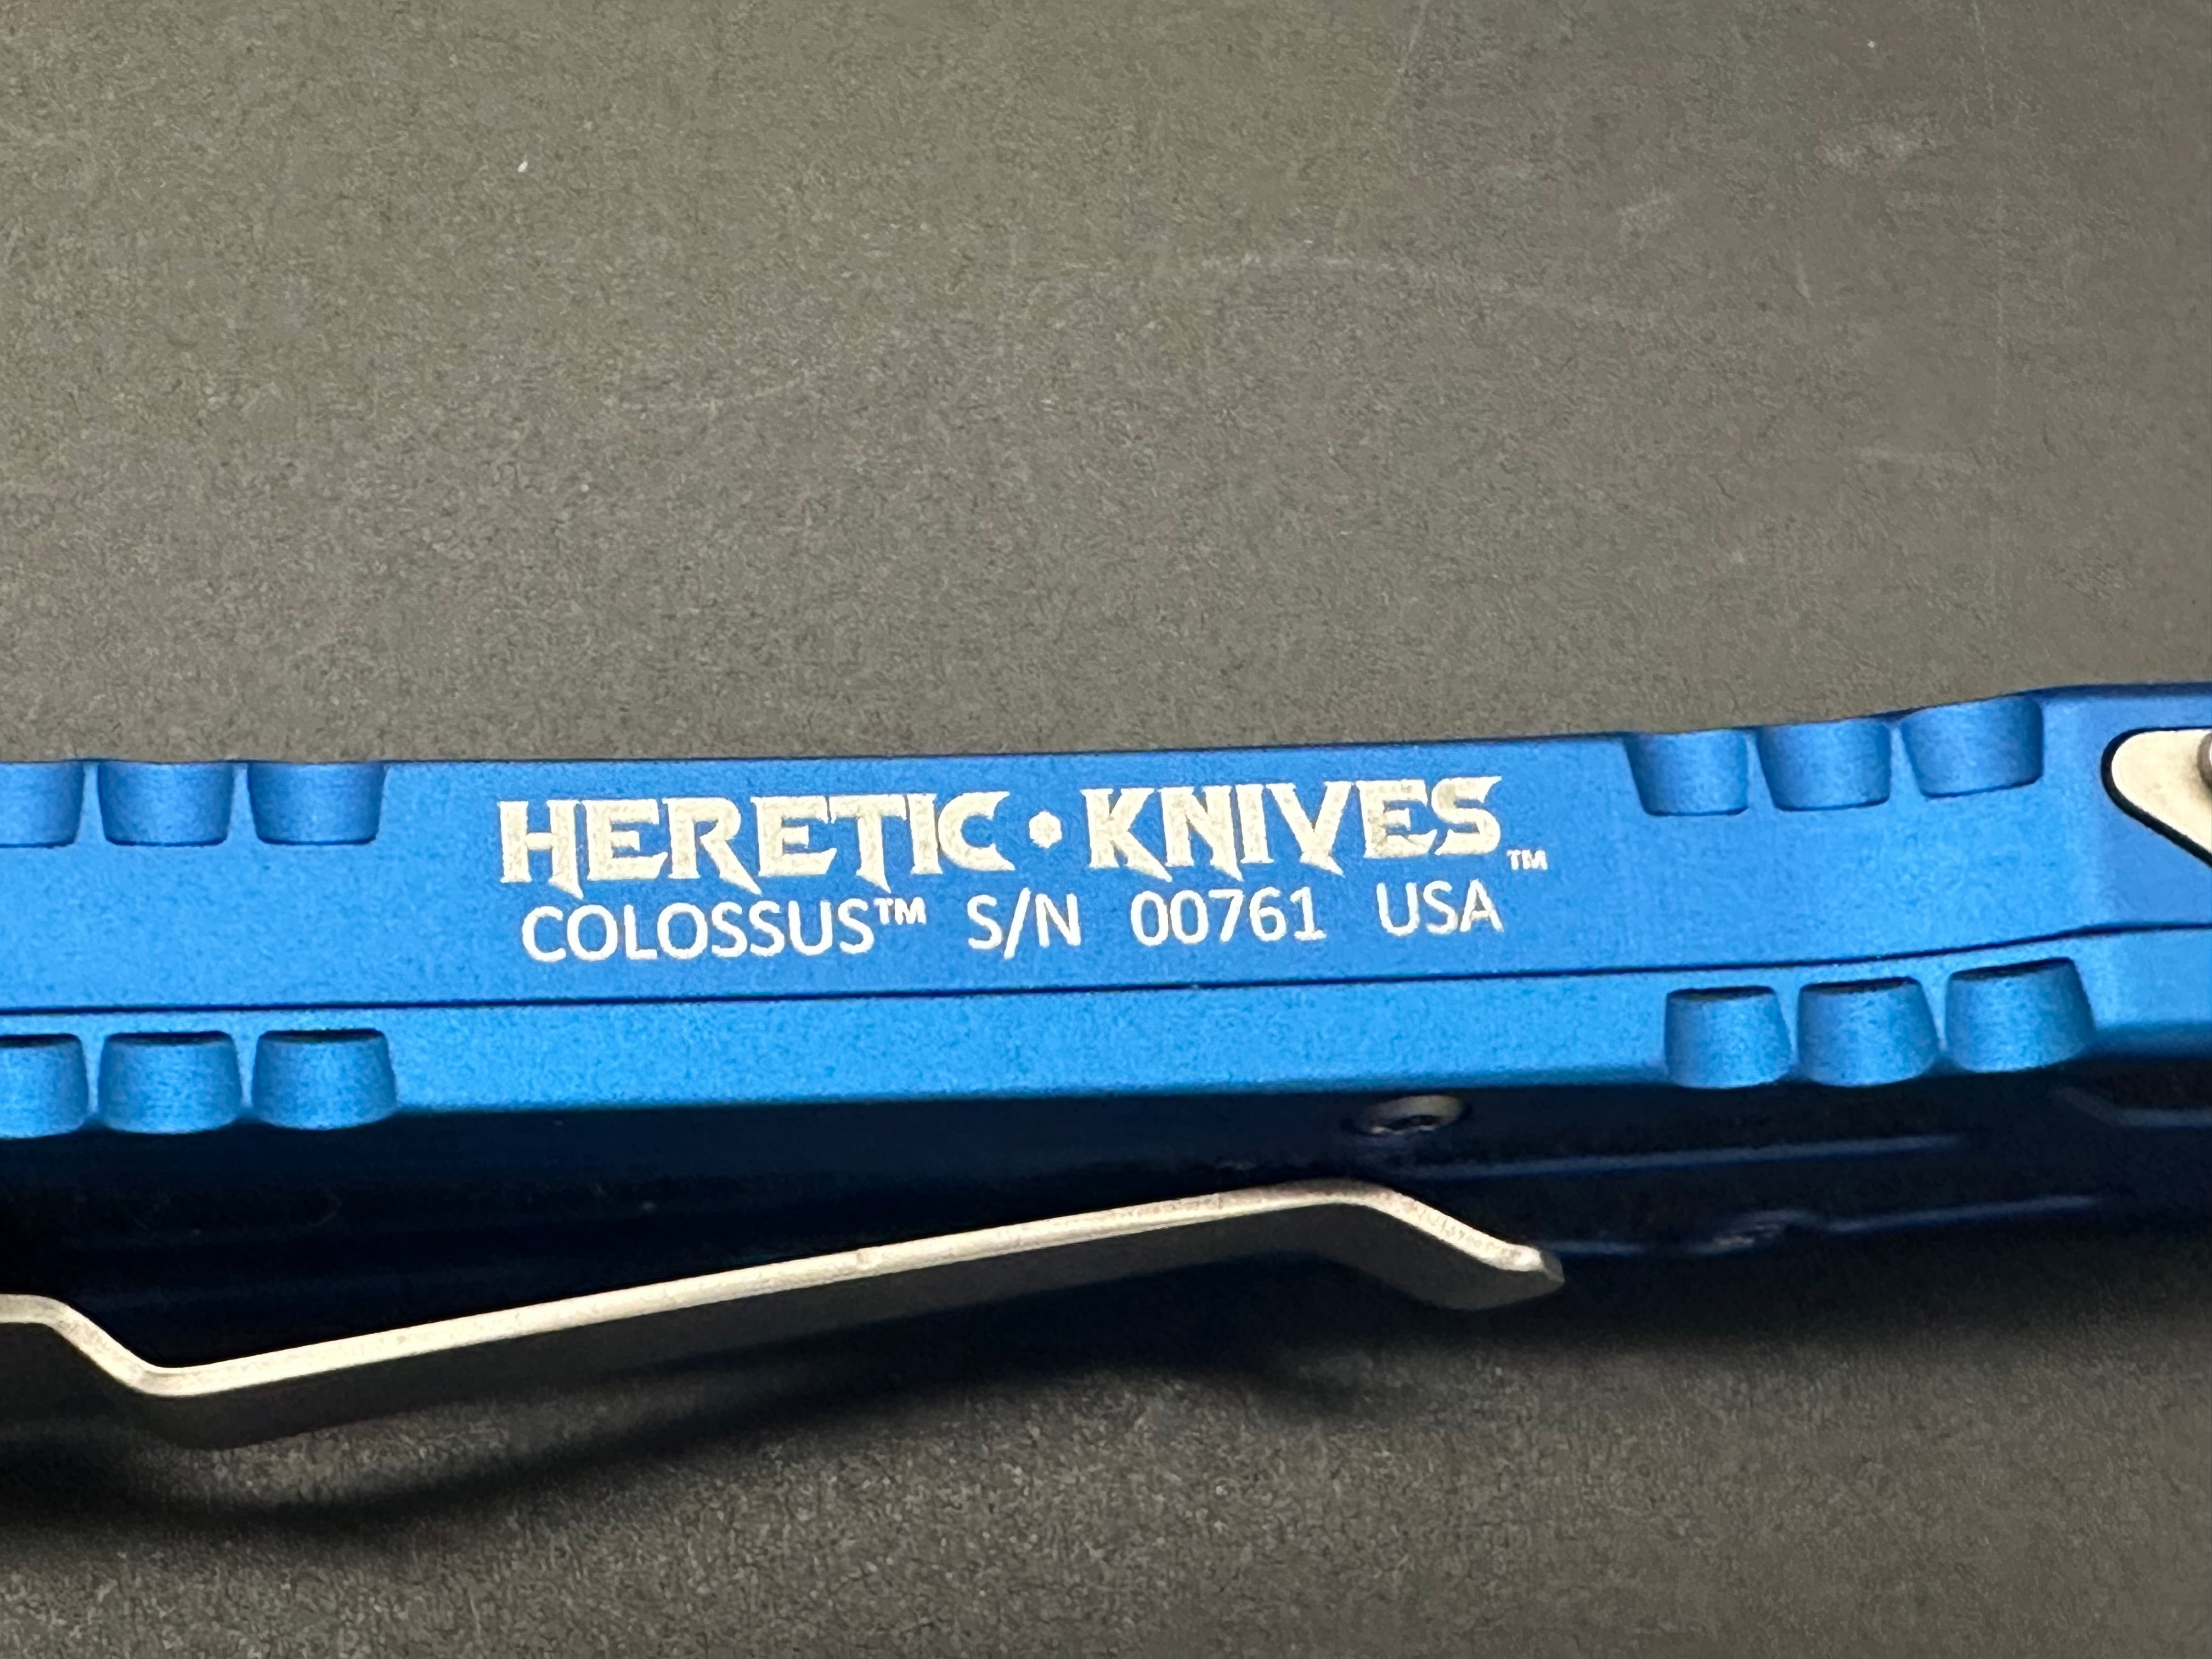 HERETIC • KNIVES™
COLOSSUS™ S/N 00761 USA